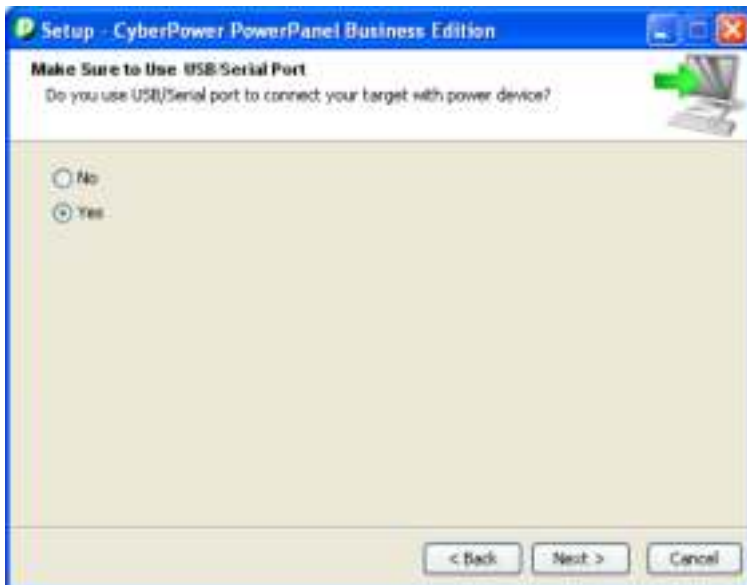 Setup - CyberPower PowerPanel Business Edition
Make Sure to Use USB/Serial Port
Do you use USB/Serial port to connect your target with power device?
No
Yes
< Back
Next >
Cancel